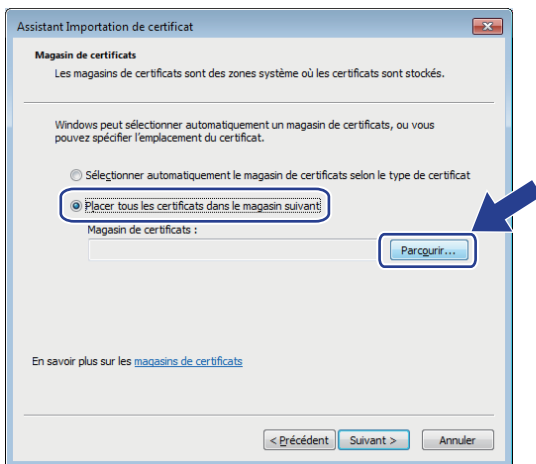 Assistant Importation de certificat
Magasin de certificats
Les magasins de certificats sont des zones système où les certificats sont stockés.
Windows peut sélectionner automatiquement un magasin de certificats, ou vous
pouvez spécifier l'emplacement du certificat.
Sélectionner automatiquement le magasin de certificats selon le type de certificat
Placer tous les certificats dans le magasin suivant
Magasin de certificats :
Parcourir...
En savoir plus sur les magasins de certificats
< Précédent
Suivant >
Annuler